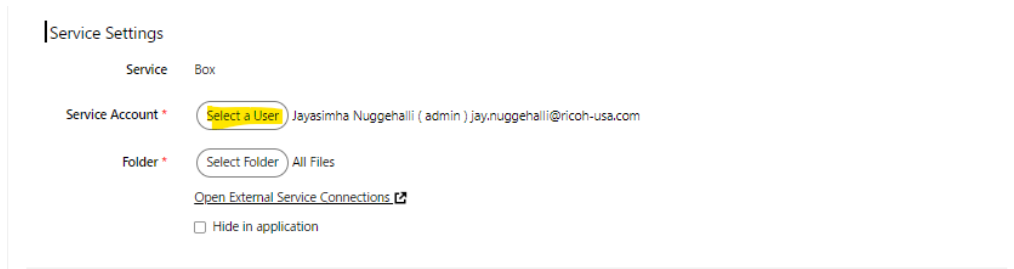 Service Settings
Service Box
Service Account * Select a User Jayasimha Nuggehalli ( admin ) jay.nuggehalli@ricoh-usa.com
Folder * Select Folder All Files
Open External Service Connections
Hide in application